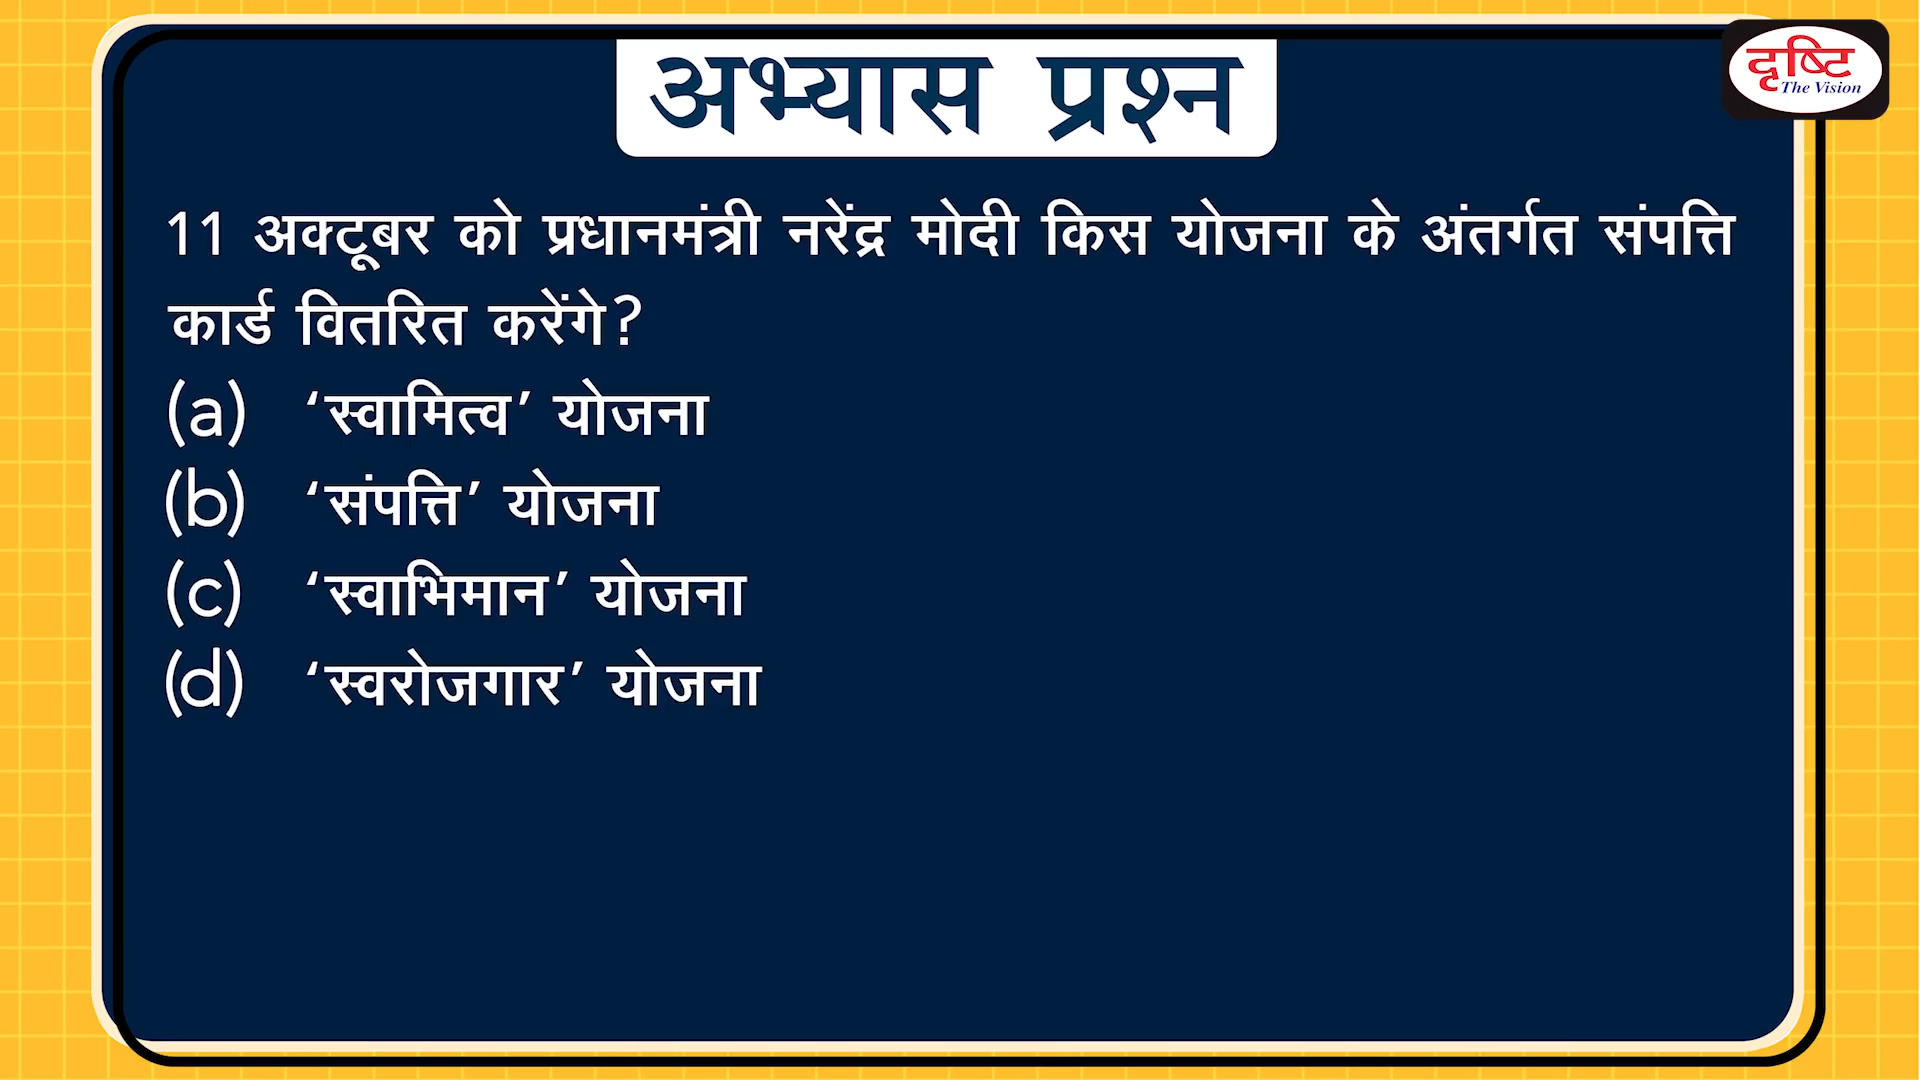 अभ्यास प्रश्न
दृष्टि
The Vision
11 अक्टूबर को प्रधानमंत्री नरेंद्र मोदी किस योजना के अंतर्गत संपत्ति
कार्ड वितरित करेंगे?
(a) ‘स्वामित्व’ योजना
(b) ‘संपत्ति’ योजना
(c) ‘स्वाभिमान’ योजना
(d) ‘स्वरोजगार’ योजना